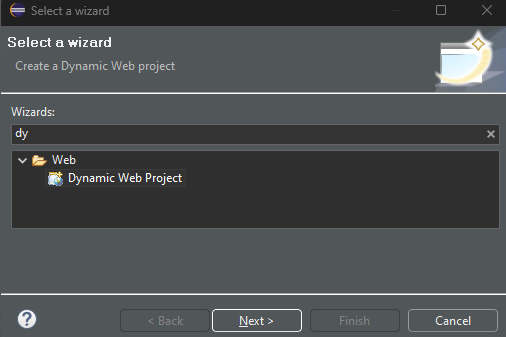 Select a wizard
Select a wizard
Create a Dynamic Web project
Wizards:
dy
Web
Dynamic Web Project
?
< Back
Next >
Finish
Cancel